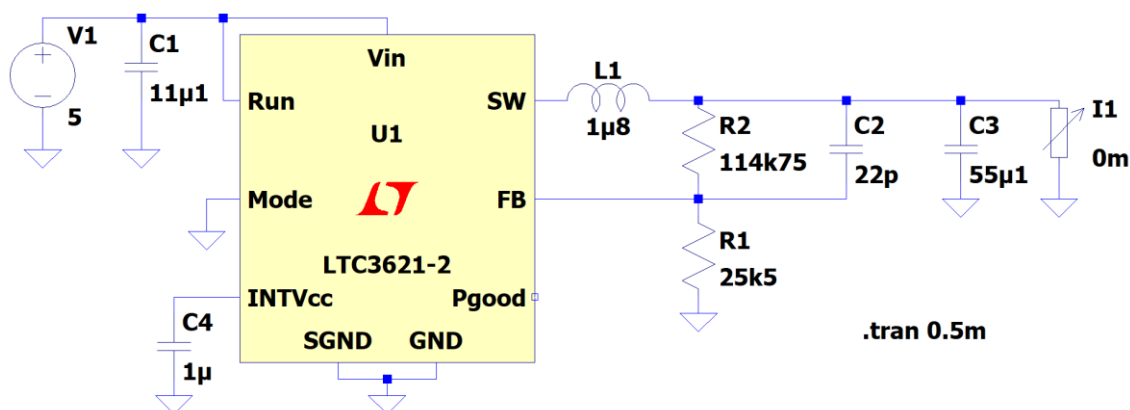 V1
5
C1
11µ1
Vin
Run
SW
U1
Mode
FB
LTC3621-2
INTVcc
Pgood
SGND
GND
C4
1µ
L1
1µ8
R2
114k75
C2
22p
C3
55µ1
I1
0m
R1
25k5
.tran 0.5m